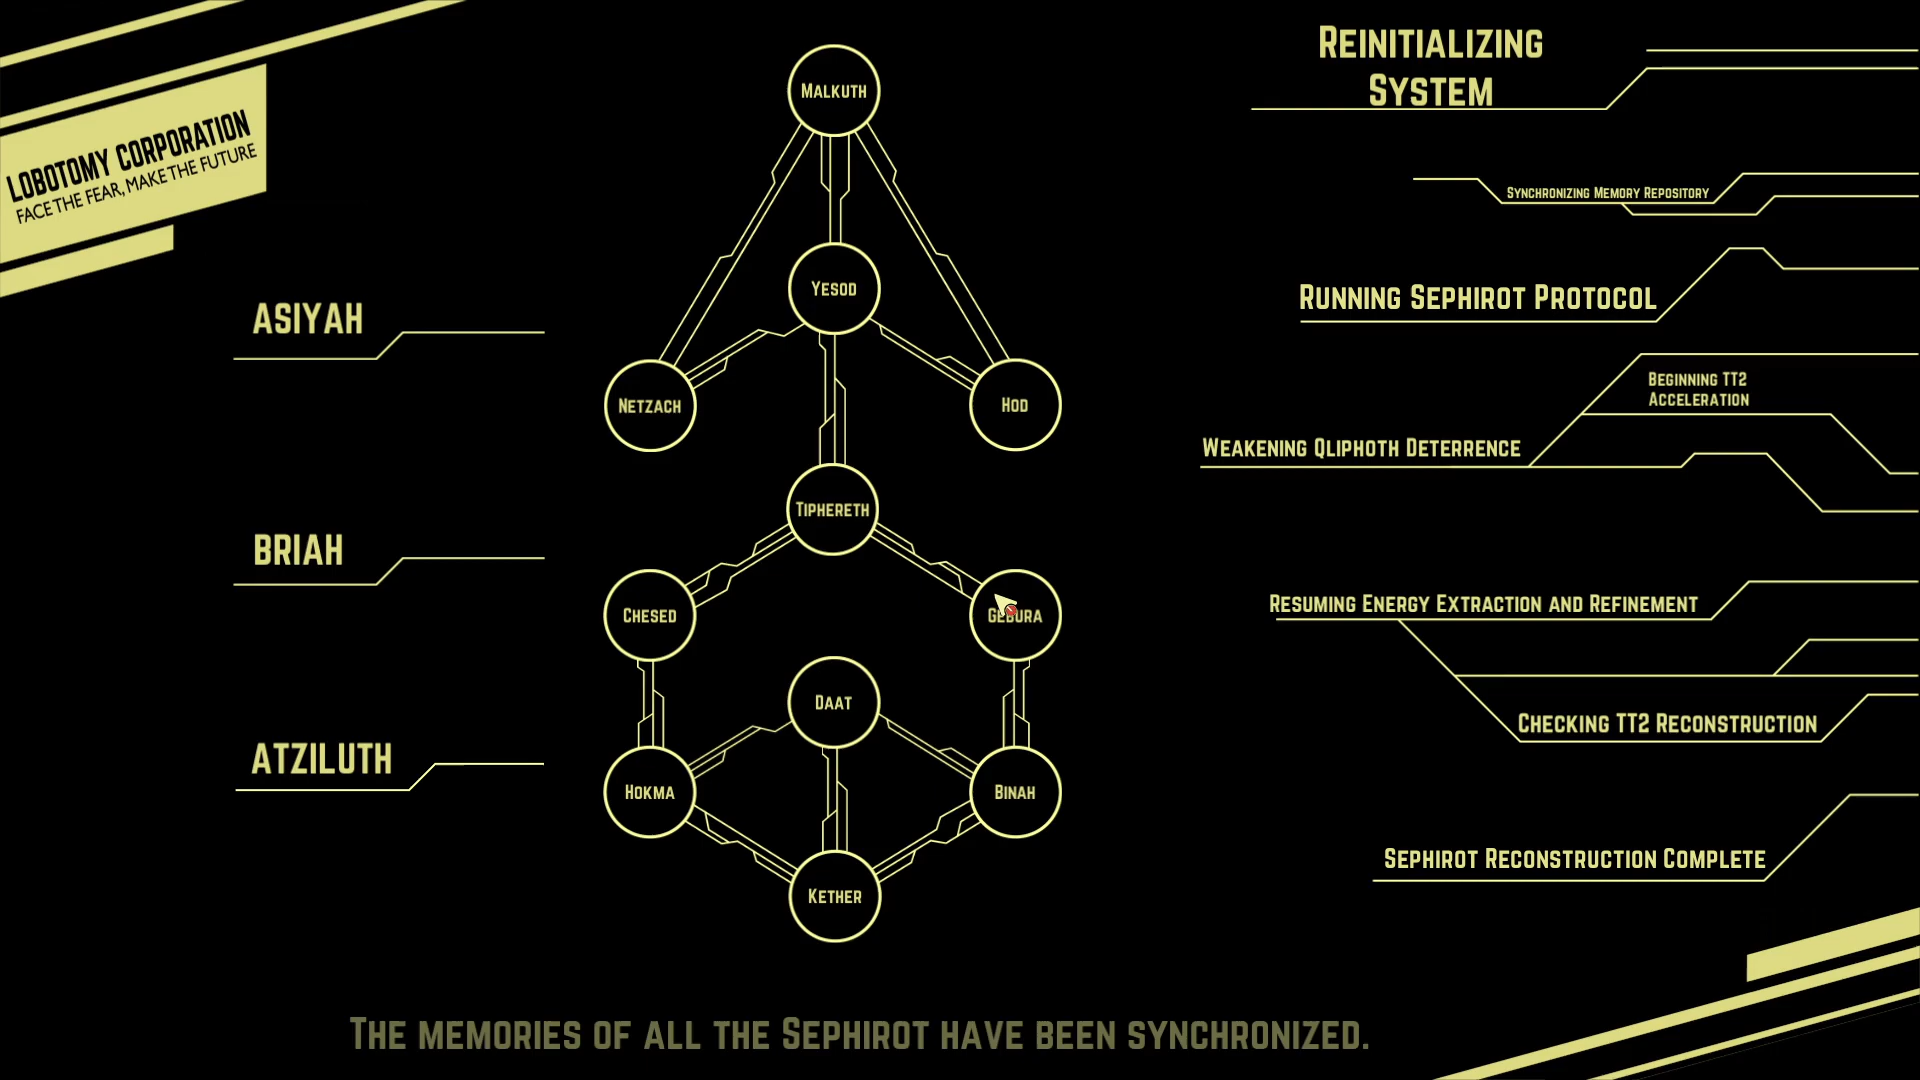 LOBOTOMY CORPORATION
FACE THE FEAR, MAKE THE FUTURE
ASIYAH
BRIAH
ATZILUTH
MALKUTH
YESOD
NETZACH
HOD
TIPHERETH
CHESED
GEBURA
DAAT
HOKMA
BINAH
KETHER
REINITIALIZING
SYSTEM
SYNCHRONIZING MEMORY REPOSITORY
RUNNING SEPHIROT PROTOCOL
BEGINNING TT2
ACCELERATION
WEAKENING QLIPHOTH DETERRENCE
RESUMING ENERGY EXTRACTION AND REFINEMENT
CHECKING TT2 RECONSTRUCTION
SEPHIROT RECONSTRUCTION COMPLETE
THE MEMORIES OF ALL THE SEPHIROT HAVE BEEN SYNCHRONIZED.